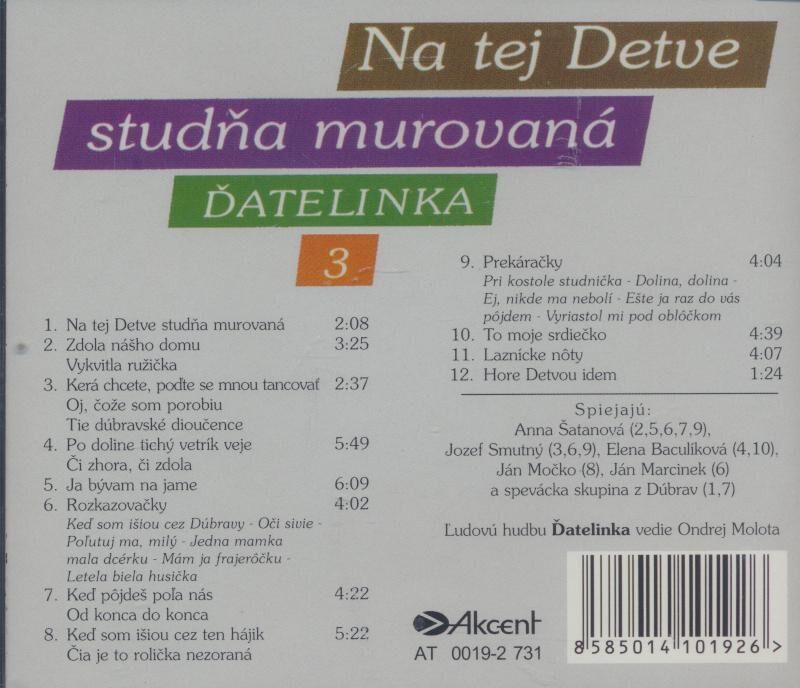 Na tej Detve
studňa murovaná
ĎATELINKA
3
1. Na tej Detve studňa murovaná 2:08
2. Zdola nášho domu 3:25
Vykvitla ružička
3. Kerá chcete, poďte se mnou tancovať 2:37
Oj, čože som porobiu
Tie dúbravské dioučence
4. Po doline tichý vetrík veje 5:49
Či zhora, či zdola
5. Ja bývam na jame 6:09
6. Rozkazovačky 4:02
Keď som išiou cez Dúbravy - Oči sivie -
Poľutuj ma, milý - Jedna mamka
mala dcérku - Mám ja frajerôčku -
Letela biela husička
7. Keď pôjdeš poľa nás 4:22
Od konca do konca
8. Keď som išiou cez ten hájik 5:22
Čia je to rolička nezoraná
9. Prekáračky 4:04
Pri kostole studnička - Dolina, dolina -
Ej, nikde ma nebolí - Ešte ja raz do vás
pôjdem - Vyriastol mi pod oblôčkom
10. To moje srdiečko 4:39
11. Laznícke nôty 4:07
12. Hore Detvou idem 1:24
Spiejajú:
Anna Šatanová (2,5,6,7,9),
Jozef Smutný (3,6,9), Elena Baculíková (4,10),
Ján Močko (8), Ján Marcinek (6)
a spevácka skupina z Dúbrav (1,7)
Ľudovú hudbu Ďatelinka vedie Ondrej Molota
Akcent
AT 0019-2 731
8 585014 101926 >